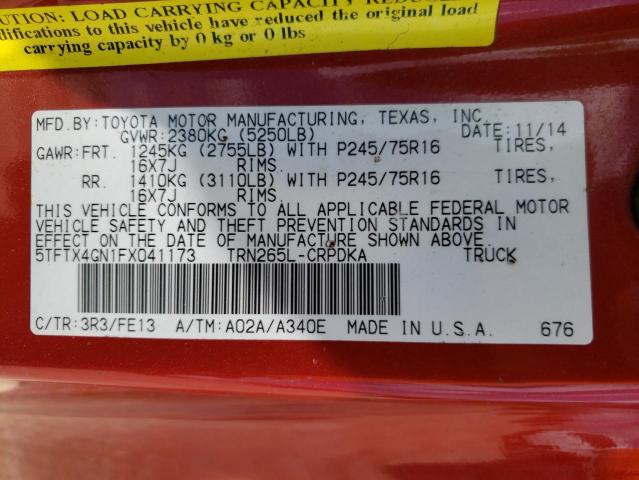 UTION: LOAD CARRYING CAPACITY REDUCED
difications to this vehicle have reduced the original load
carrying capacity by 0 kg or 0 lbs
MFD.BY:TOYOTA MOTOR MANUFACTURING, TEXAS, INC.
GVWR:2380KG (5250LB) DATE:11/14
GAWR:FRT. 1245KG (2755LB) WITH P245/75R16 TIRES,
16X7J RIMS.
RR. 1410KG (3110LB) WITH P245/75R16 TIRES,
16X7J RIMS.
THIS VEHICLE CONFORMS TO ALL APPLICABLE FEDERAL MOTOR
VEHICLE SAFETY AND THEFT PREVENTION STANDARDS IN
EFFECT ON THE DATE OF MANUFACTURE SHOWN ABOVE.
5TFTX4GN1FX041173 TRN265L-CRPDKA TRUCK
C/TR:3R3/FE13 A/TM:A02A/A340E MADE IN U.S.A. 676